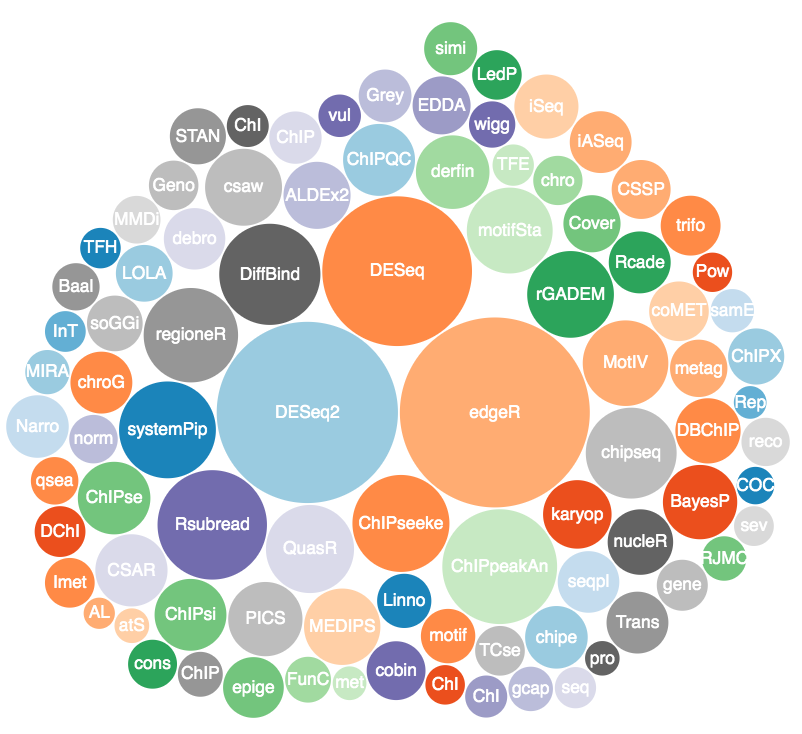 simi
LedP
Grey
EDDA
iSeq
vul
wigg
Chl
STAN
ChIP
iASeq
ChIPQC
TFE
derfin
chro
Geno
csaw
ALDEx2
CSSP
MMDi
Cover
trifo
motifSta
debro
TFH
Rcade
LOLA
DiffBind
DESeq
Pow
Baal
rGADEM
coMET
samE
soGGi
InT
regioneR
ChIPX
MotIV
metag
MIRA
chroG
Rep
DESeq2
edgeR
Narro
norm
systemPip
DBChIP
reco
chipseq
qsea
COC
ChIPse
BayesP
karyop
Rsubread
ChIPseeke
sev
DChI
nucleR
QuasR
RJMC
ChIPpeakAn
CSAR
Imet
seqpl
gene
Linno
AL
ChIPsi
PICS
atS
MEDIPS
Trans
motif
chipe
TCse
pro
cons
cobin
ChIP
FunC
met
ChI
epige
ChI
gcap
seq